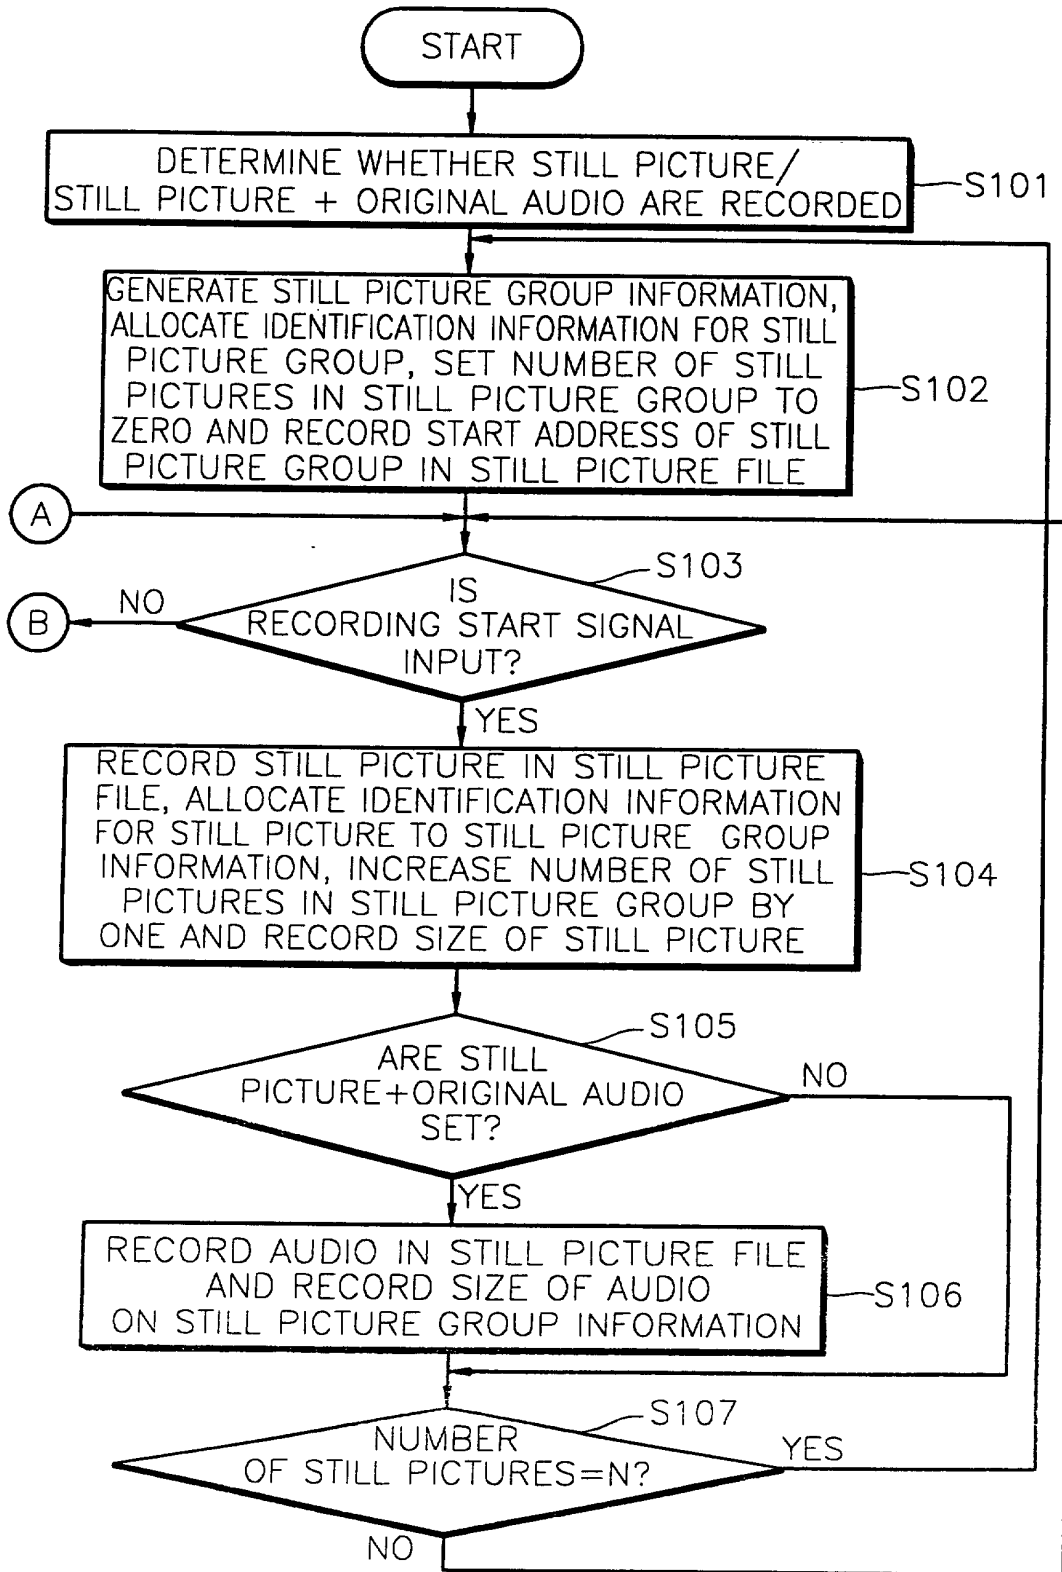 START
DETERMINE WHETHER STILL PICTURE/
STILL PICTURE + ORIGINAL AUDIO ARE RECORDED
S101
GENERATE STILL PICTURE GROUP INFORMATION,
ALLOCATE IDENTIFICATION INFORMATION FOR STILL
PICTURE GROUP, SET NUMBER OF STILL
PICTURES IN STILL PICTURE GROUP TO
ZERO AND RECORD START ADDRESS OF STILL
PICTURE GROUP IN STILL PICTURE FILE
S102
A
S103
IS
RECORDING START SIGNAL
INPUT?
NO
B
YES
RECORD STILL PICTURE IN STILL PICTURE
FILE, ALLOCATE IDENTIFICATION INFORMATION
FOR STILL PICTURE TO STILL PICTURE GROUP
INFORMATION, INCREASE NUMBER OF STILL
PICTURES IN STILL PICTURE GROUP BY
ONE AND RECORD SIZE OF STILL PICTURE
S104
S105
ARE STILL
PICTURE+ORIGINAL AUDIO
SET?
NO
YES
RECORD AUDIO IN STILL PICTURE FILE
AND RECORD SIZE OF AUDIO
ON STILL PICTURE GROUP INFORMATION
S106
S107
NUMBER
OF STILL PICTURES=N?
YES
NO